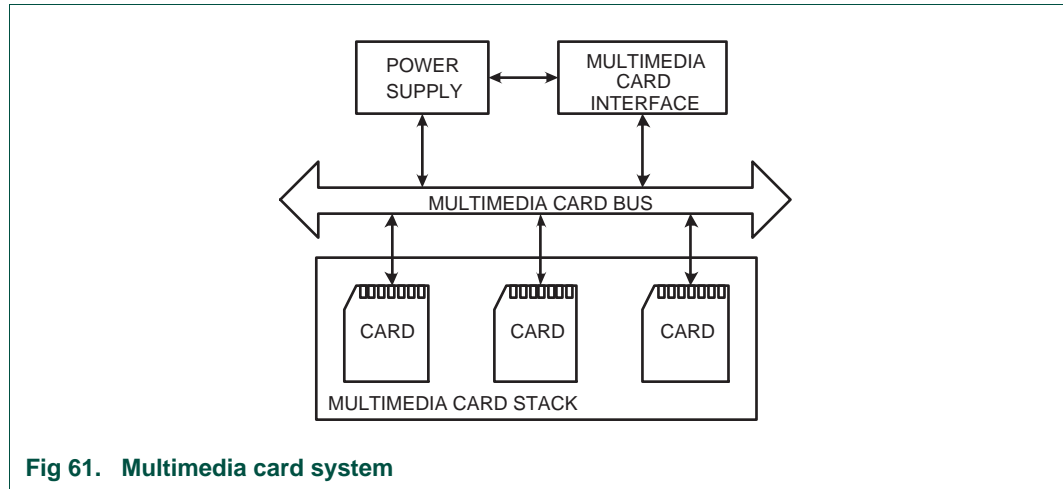 POWER
SUPPLY
MULTIMEDIA
CARD
INTERFACE
MULTIMEDIA CARD BUS
CARD
CARD
CARD
MULTIMEDIA CARD STACK
Fig 61. Multimedia card system